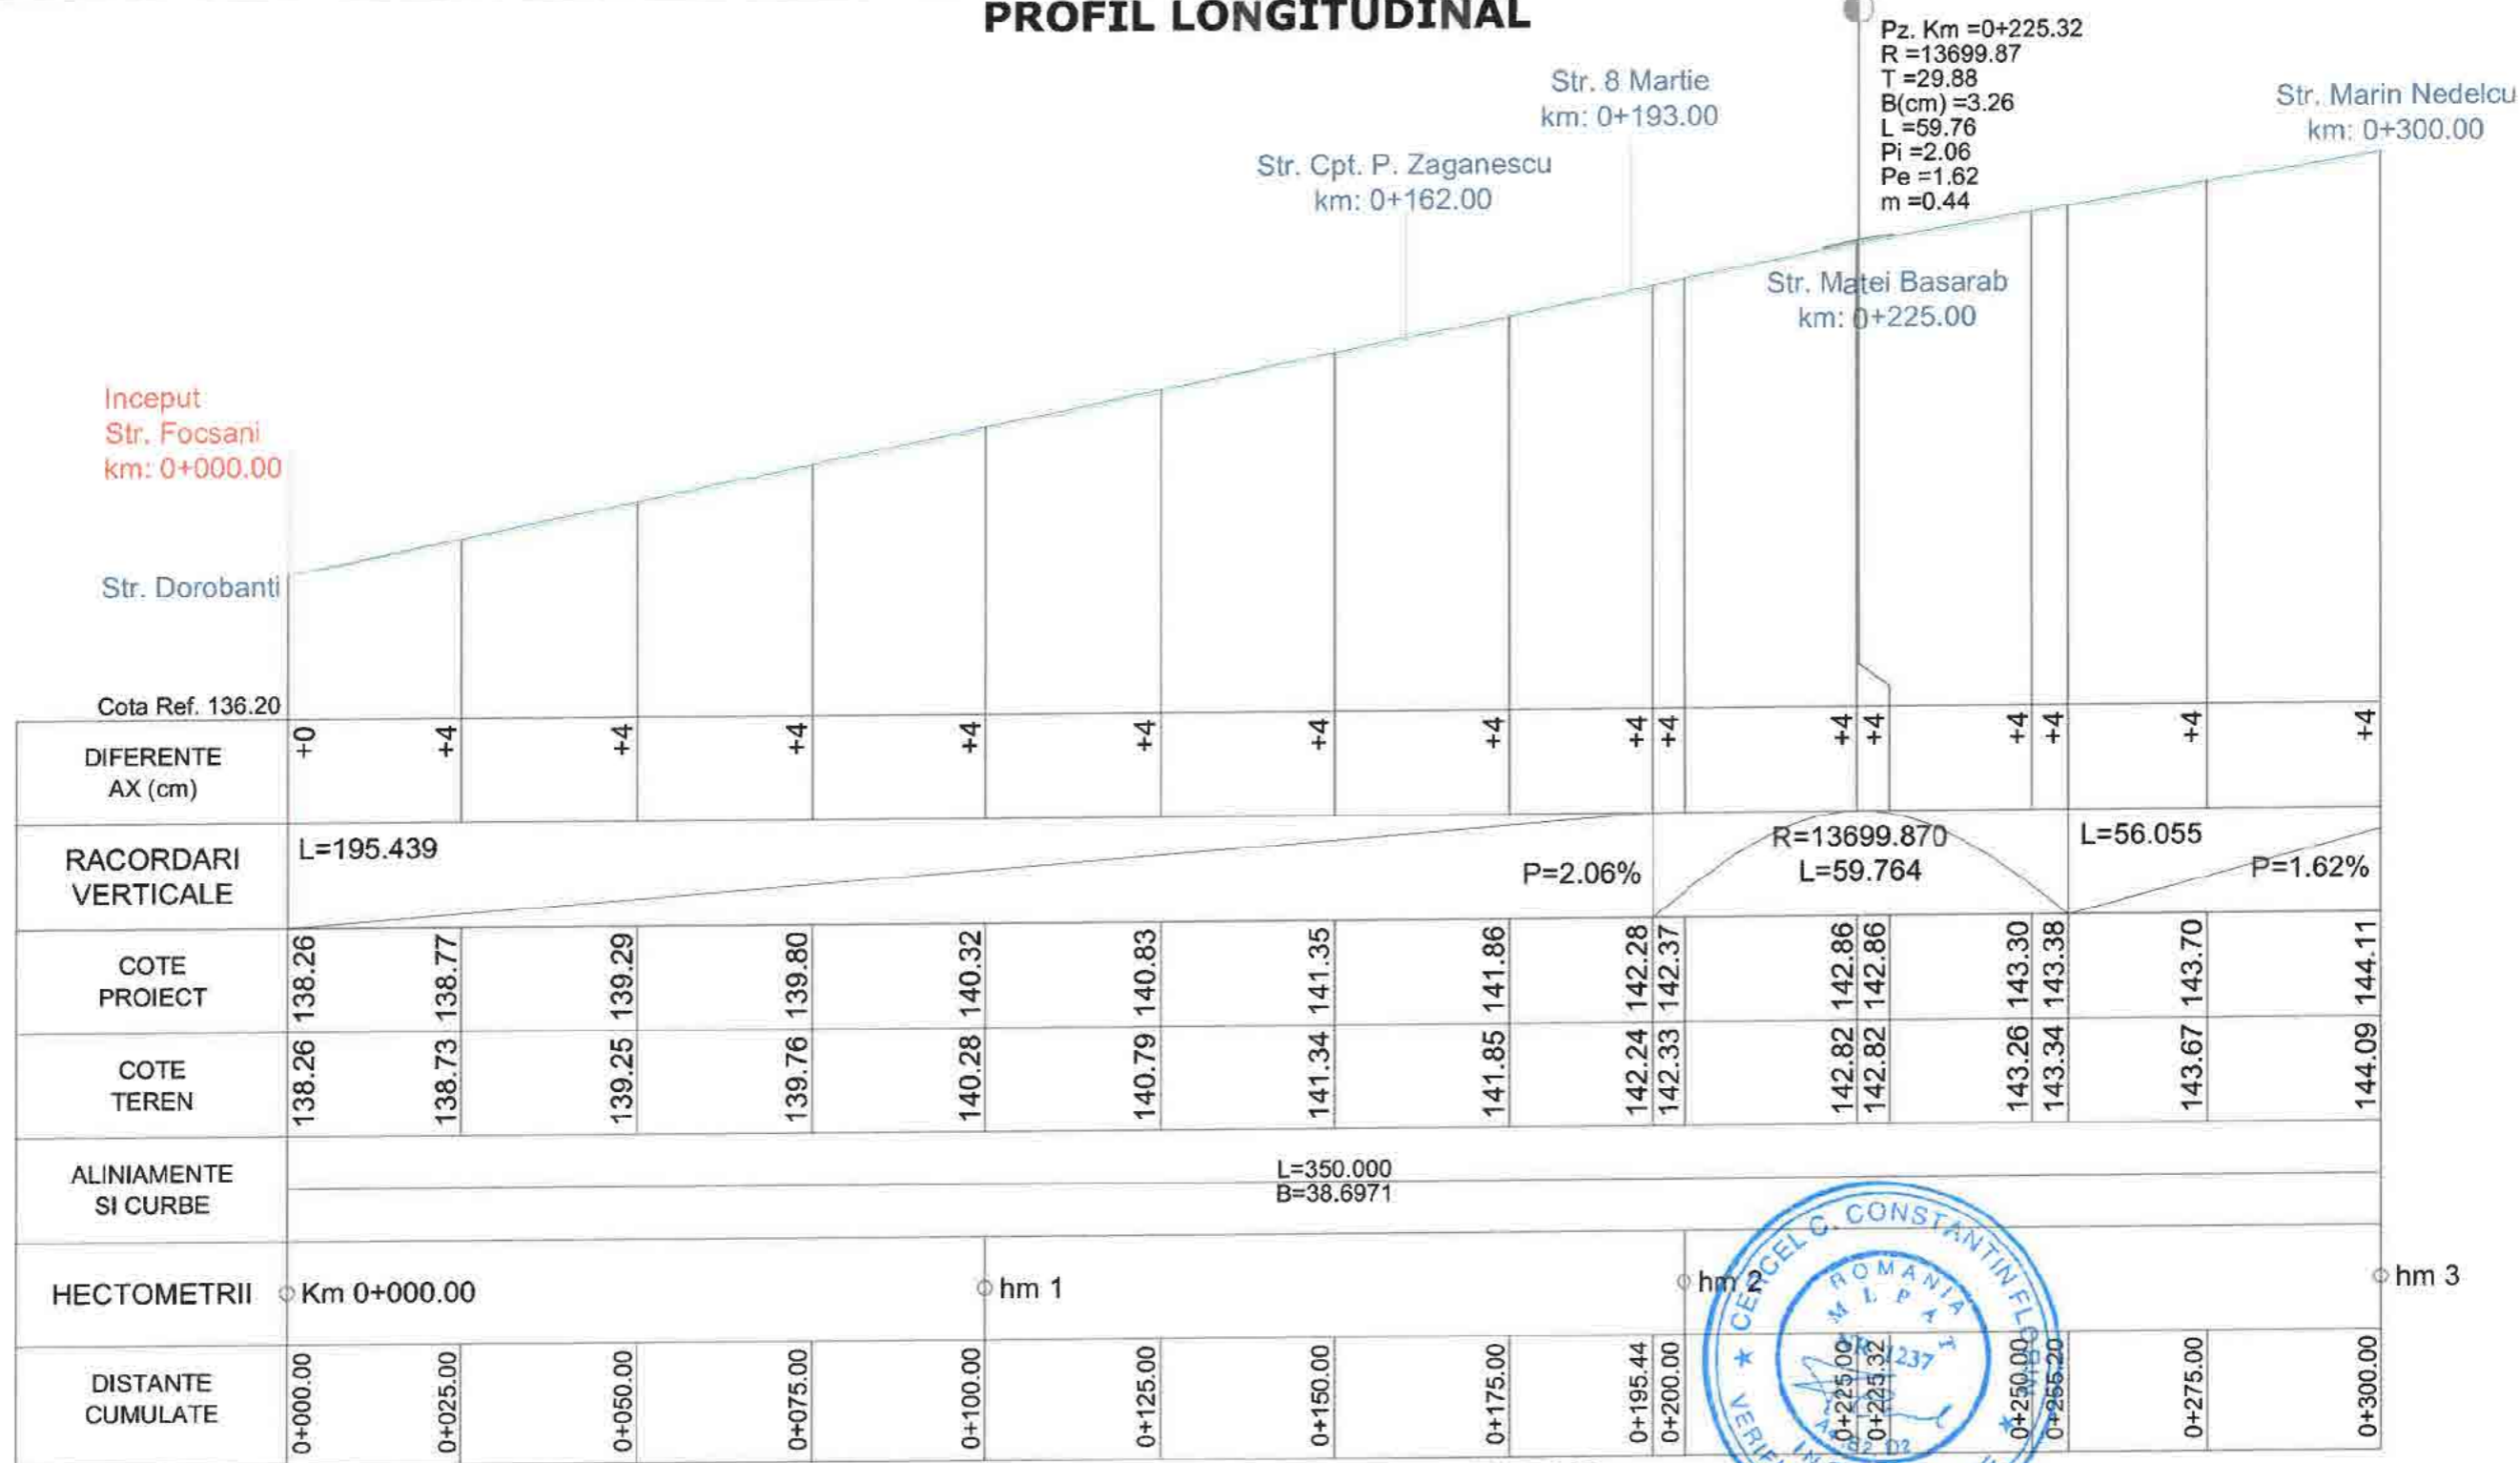 PROFIL LONGITUDINAL
Pz. Km =0+225.32
R =13699.87
T =29.88
B(cm) =3.26
L =59.76
Pi =2.06
Pe =1.62
m =0.44
Str. 8 Martie
km: 0+193.00
Str. Marin Nedelcu
km: 0+300.00
Str. Cpt. P. Zaganescu
km: 0+162.00
Str. Matei Basarab
km: 0+225.00
Inceput
Str. Focsani
km: 0+000.00
Str. Dorobanti
Cota Ref. 136.20
DIFERENTE
AX (cm)
+0 +4 +4 +4 +4 +4 +4 +4 +4 +4 +4 +4 +4 +4 +4 +4
RACORDARI
VERTICALE
L=195.439
P=2.06%
R=13699.870
L=59.764
L=56.055
P=1.62%
COTE
PROIECT
138.26 138.77 139.29 139.80 140.32 140.83 141.35 141.86 142.28 142.37 142.86 142.86 143.30 143.38 143.70 144.11
COTE
TEREN
138.26 138.73 139.25 139.76 140.28 140.79 141.34 141.85 142.24 142.33 142.82 142.82 143.26 143.34 143.67 144.09
ALINIAMENTE
SI CURBE
L=350.000
B=38.6971
HECTOMETRII
Km 0+000.00
hm 1
hm 2
hm 3
DISTANTE
CUMULATE
0+000.00 0+025.00 0+050.00 0+075.00 0+100.00 0+125.00 0+150.00 0+175.00 0+195.44 0+200.00 0+225.00 0+225.32 0+250.00 0+255.20 0+275.00 0+300.00
CERCEL C. CONSTANTIN FLORIN
ROMANIA
M L P A T
NR. 1237